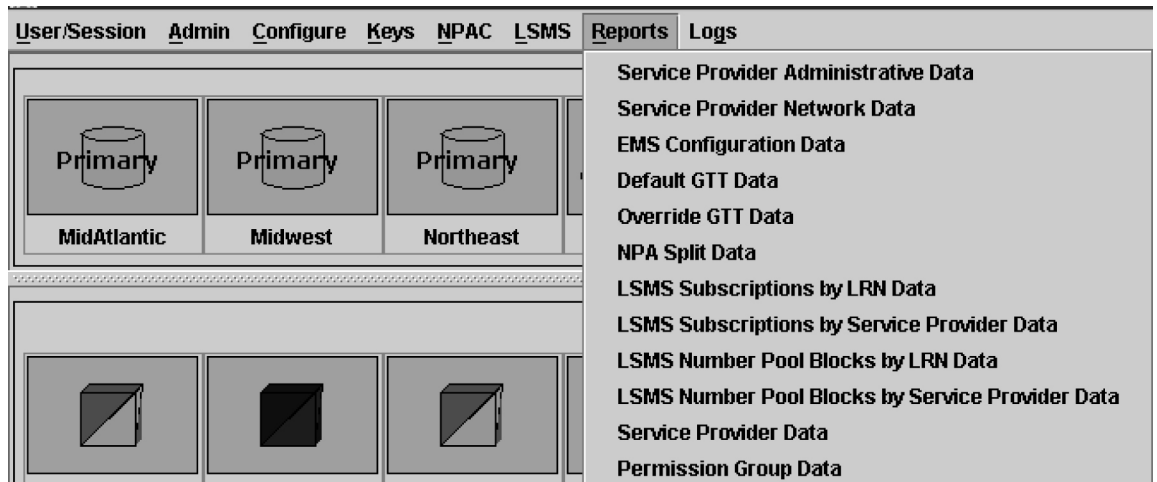 User/Session Admin Configure Keys NPAC LSMS Reports Logs
Service Provider Administrative Data
Service Provider Network Data
EMS Configuration Data
Default GTT Data
Override GTT Data
NPA Split Data
LSMS Subscriptions by LRN Data
LSMS Subscriptions by Service Provider Data
LSMS Number Pool Blocks by LRN Data
LSMS Number Pool Blocks by Service Provider Data
Service Provider Data
Permission Group Data
Primary Primary Primary
MidAtlantic Midwest Northeast